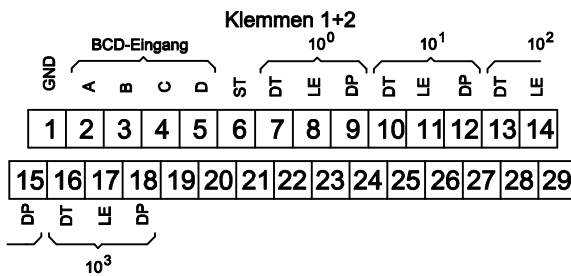 Klemmen 1+2
BCD-Eingang 10⁰ 10¹ 10²
GND A B C D ST DT LE DP DT LE DP DT LE
1 2 3 4 5 6 7 8 9 10 11 12 13 14
15 16 17 18 19 20 21 22 23 24 25 26 27 28 29
DP DT LE DP
10³